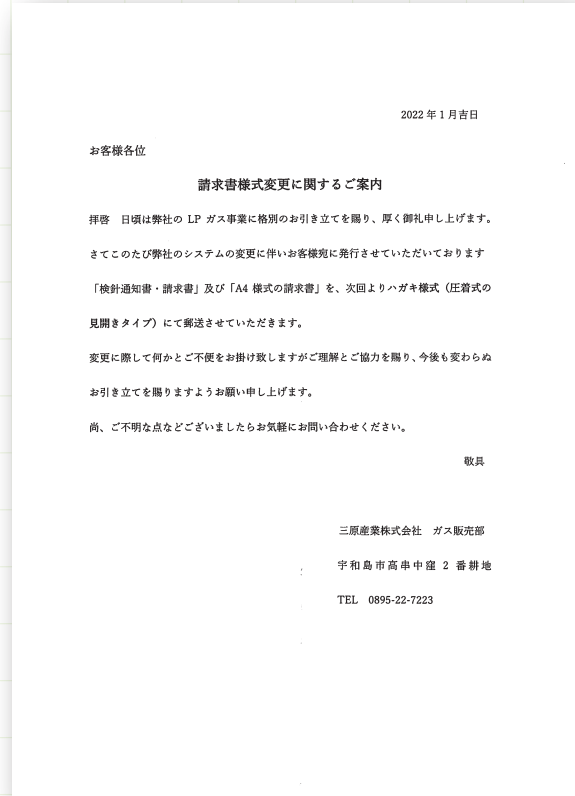 2022年1月吉日
お客様各位
請求書様式変更に関するご案内
拝啓　日頃は弊社の LP ガス事業に格別のお引き立てを賜り、厚く御礼申し上げます。
さてこのたび弊社のシステムの変更に伴いお客様宛に発行させていただいております
「検針通知書・請求書」及び「A4 様式の請求書」を、次回よりハガキ様式（圧着式の
見開きタイプ）にて郵送させていただきます。
変更に際して何かとご不便をお掛け致しますがご理解とご協力を賜り、今後も変わらぬ
お引き立てを賜りますようお願い申し上げます。
尚、ご不明な点などございましたらお気軽にお問い合わせください。
敬具
三原産業株式会社　ガス販売部
宇和島市高串中窪 2 番耕地
TEL　0895-22-7223